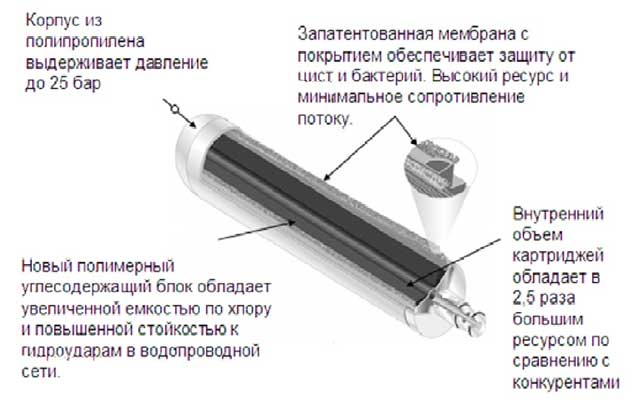 Корпус из
полипропилена
выдерживает давление
до 25 бар
Запатентованная мембрана с
покрытием обеспечивает защиту от
цист и бактерий. Высокий ресурс и
минимальное сопротивление
потоку.
Новый полимерный
углесодержащий блок обладает
увеличенной емкостью по хлору
и повышенной стойкостью к
гидроударам в водопроводной
сети.
Внутренний
объем
картриджей
обладает в
2,5 раза
большим
ресурсом по
сравнению с
конкурентами